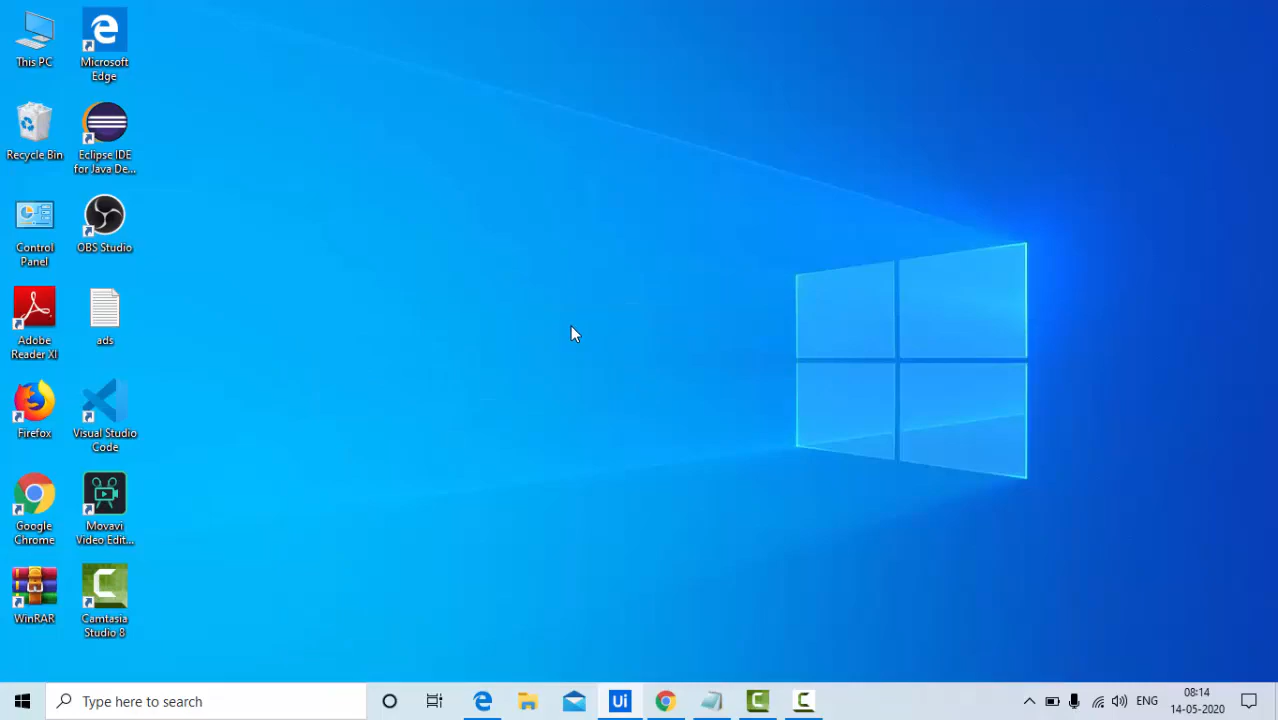 This PC
Microsoft
Edge
Recycle Bin
Eclipse IDE
for Java De...
Control
Panel
OBS Studio
Adobe
Reader XI
ads
Firefox
Visual Studio
Code
Google
Chrome
Movavi
Video Edit...
WinRAR
Camtasia
Studio 8
Type here to search
Ui
ENG
08:14
14-05-2020